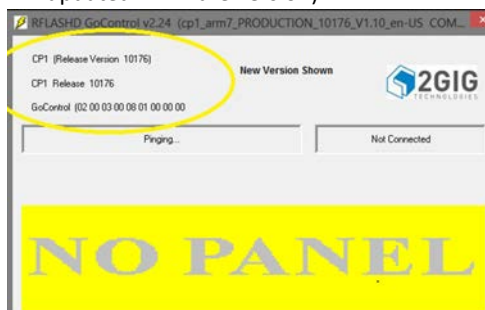 RFLASHD GoControl v2.24 (cp1_arm7_PRODUCTION_10176_V1.10_en-US COM...
CP1 (Release Version 10176)
New Version Shown
CP1 Release 10176
2GIG
TECHNOLOGIES
GoControl (02 00 03 00 08 01 00 00 00
Pinging...
Not Connected
NO PANEL